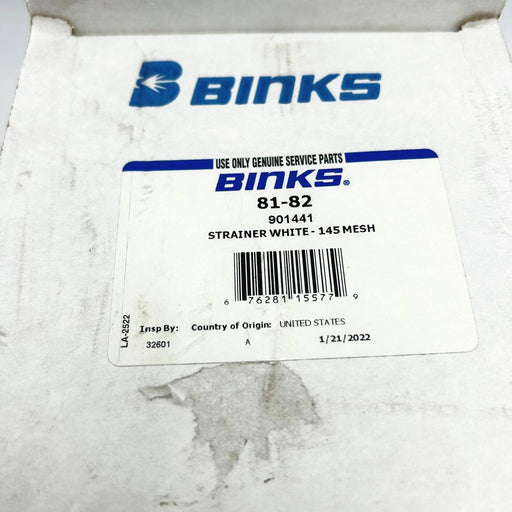 BINKS
USE ONLY GENUINE SERVICE PARTS
BINKS®
81-82
901441
STRAINER WHITE - 145 MESH
6 76281 15577 9
LA-2522
Insp By: Country of Origin: UNITED STATES
32601 A 1/21/2022